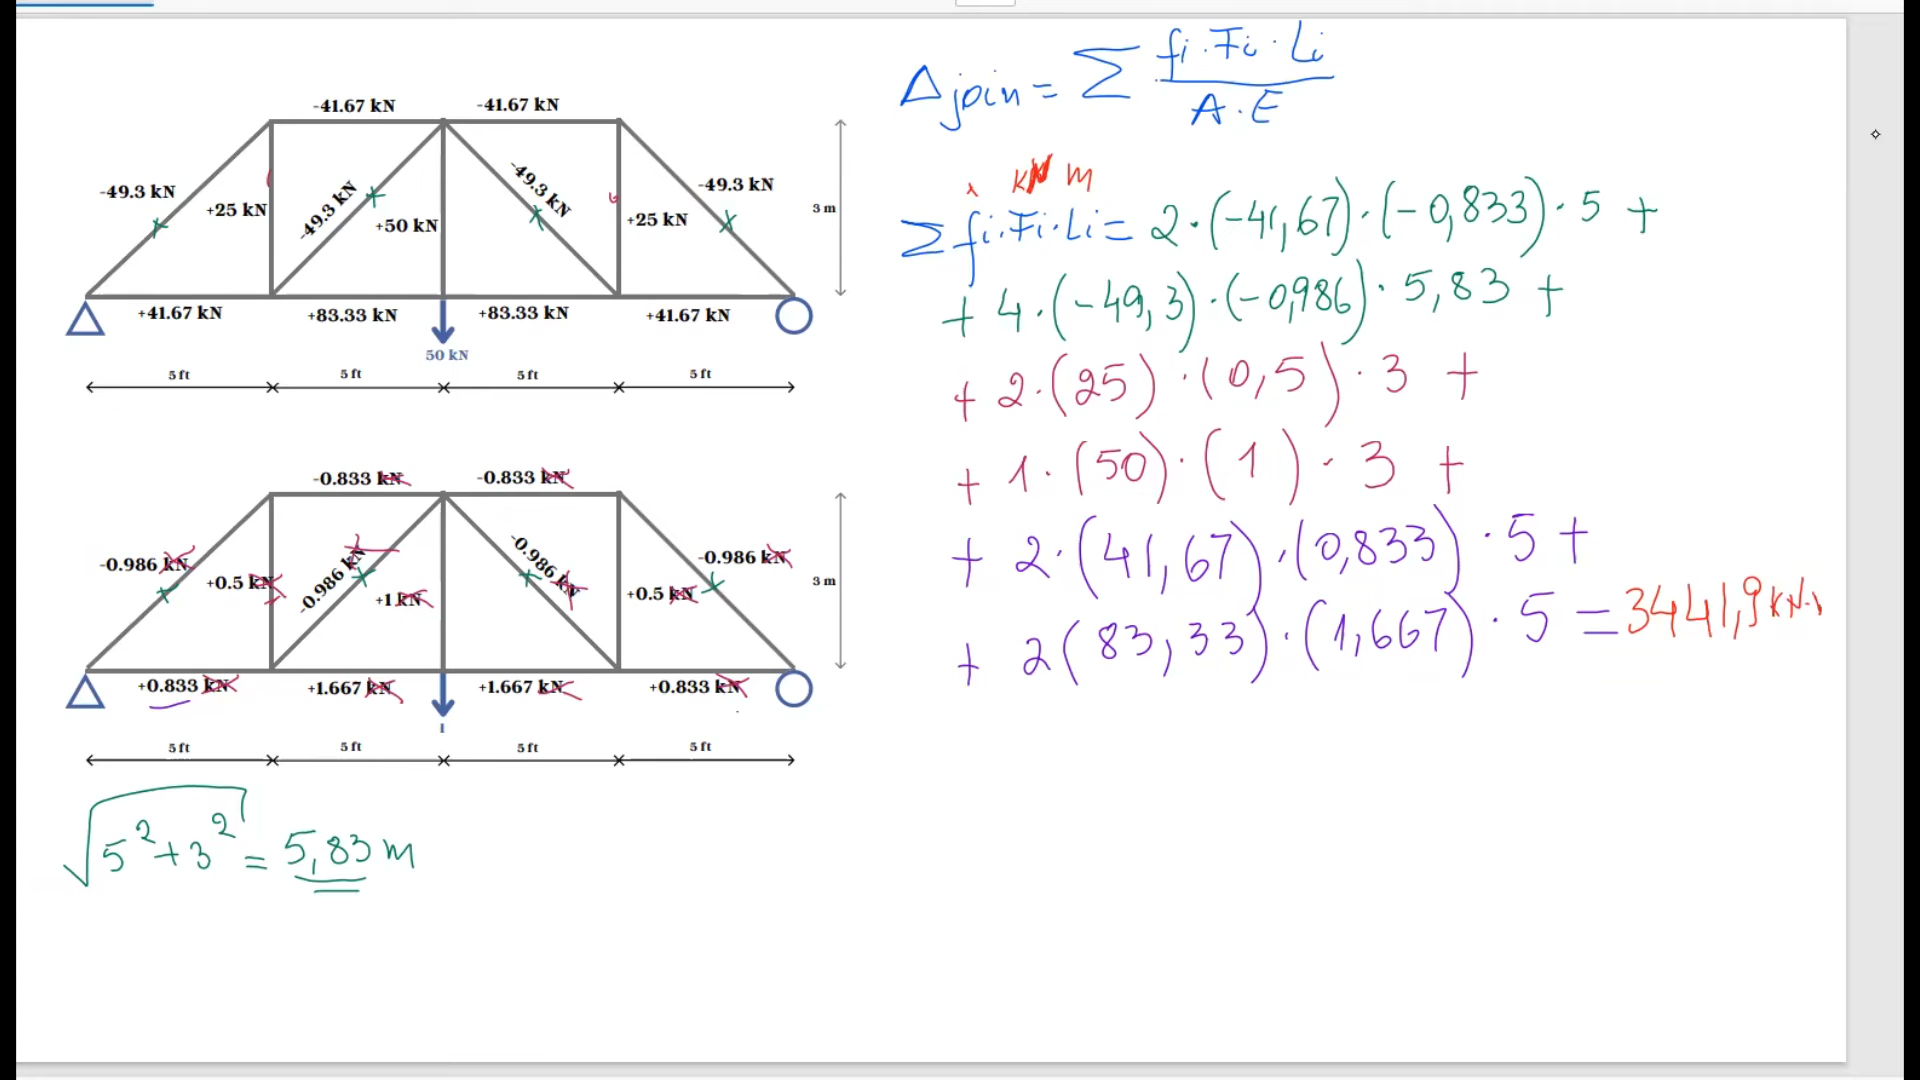 -41.67 kN -41.67 kN
-49.3 kN +25 kN -49.3 kN +50 kN -49.3 kN +25 kN -49.3 kN 3 m
+41.67 kN +83.33 kN +83.33 kN +41.67 kN
50 kN
5 ft 5 ft 5 ft 5 ft
-0.833 kN -0.833 kN
-0.986 kN +0.5 kN -0.986 kN +1 kN -0.986 kN +0.5 kN -0.986 kN 3 m
+0.833 kN +1.667 kN +1.667 kN +0.833 kN
1
5 ft 5 ft 5 ft 5 ft
√5²+3² = 5,83 m
Δjoin = Σ fi·Fi·Li
A·E
kN m
Σ fi·Fi·Li = 2·(-41,67)·(-0,833)·5 +
+ 4·(-49,3)·(-0,986)·5,83 +
+ 2·(25)·(0,5)·3 +
+ 1·(50)·(1)·3 +
+ 2·(41,67)·(0,833)·5 +
+ 2(83,33)·(1,667)·5 = 3441,9 kN·